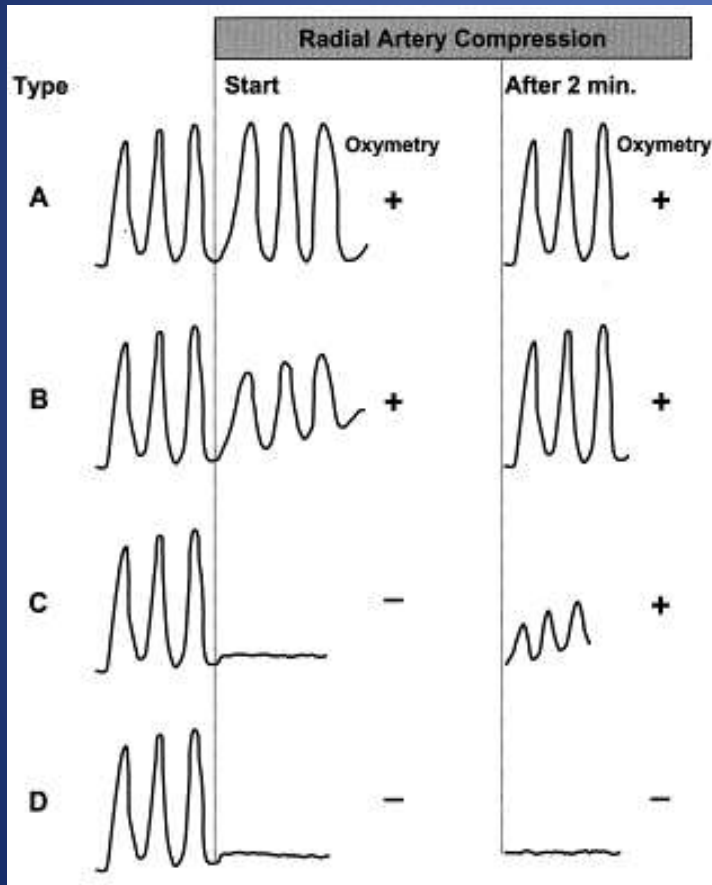 Radial Artery Compression
Type Start After 2 min.
Oxymetry Oxymetry
A + +
B + +
C − +
D − −